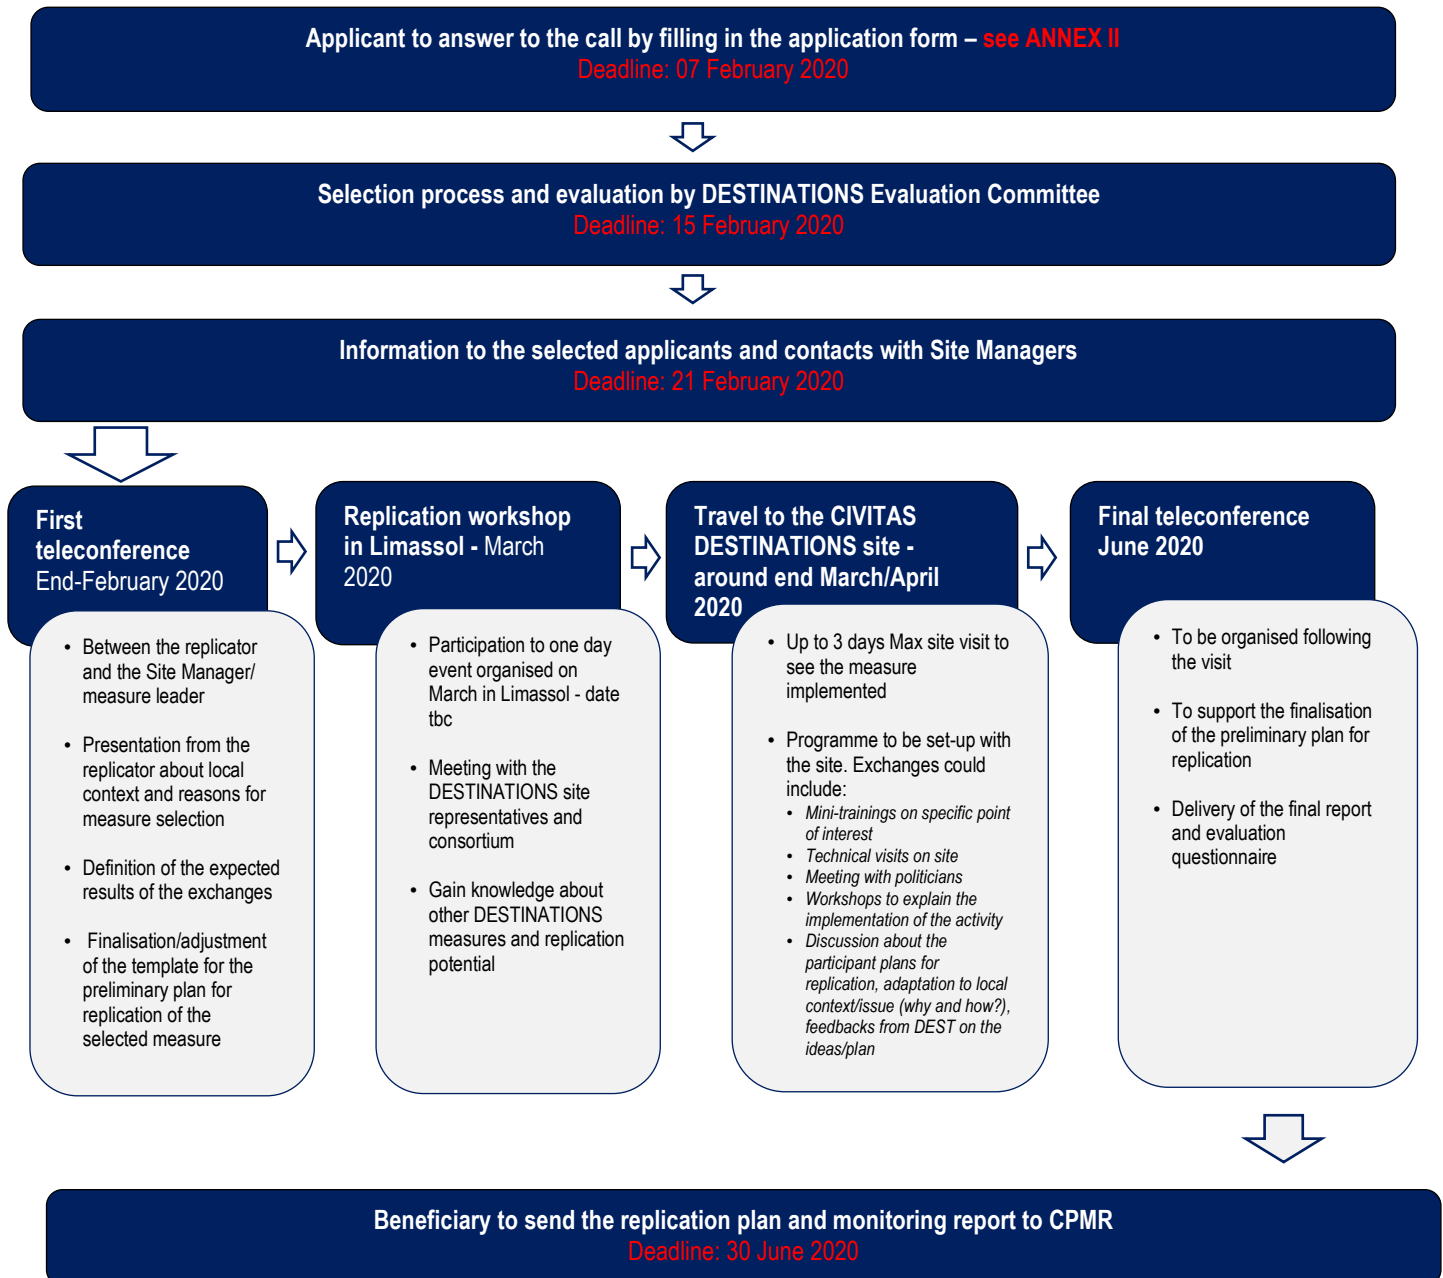 Applicant to answer to the call by filling in the application form – see ANNEX II
Deadline: 07 February 2020
Selection process and evaluation by DESTINATIONS Evaluation Committee
Deadline: 15 February 2020
Information to the selected applicants and contacts with Site Managers
Deadline: 21 February 2020
First
teleconference
End-February 2020
• Between the replicator
and the Site Manager/
measure leader
• Presentation from the
replicator about local
context and reasons for
measure selection
• Definition of the expected
results of the exchanges
• Finalisation/adjustment
of the template for the
preliminary plan for
replication of the
selected measure
Replication workshop
in Limassol - March
2020
• Participation to one day
event organised on
March in Limassol - date
tbc
• Meeting with the
DESTINATIONS site
representatives and
consortium
• Gain knowledge about
other DESTINATIONS
measures and replication
potential
Travel to the CIVITAS
DESTINATIONS site -
around end March/April
2020
• Up to 3 days Max site visit to
see the measure
implemented
• Programme to be set-up with
the site. Exchanges could
include:
• Mini-trainings on specific point
of interest
• Technical visits on site
• Meeting with politicians
• Workshops to explain the
implementation of the activity
• Discussion about the
participant plans for
replication, adaptation to local
context/issue (why and how?),
feedbacks from DEST on the
ideas/plan
Final teleconference
June 2020
• To be organised following
the visit
• To support the finalisation
of the preliminary plan for
replication
• Delivery of the final report
and evaluation
questionnaire
Beneficiary to send the replication plan and monitoring report to CPMR
Deadline: 30 June 2020